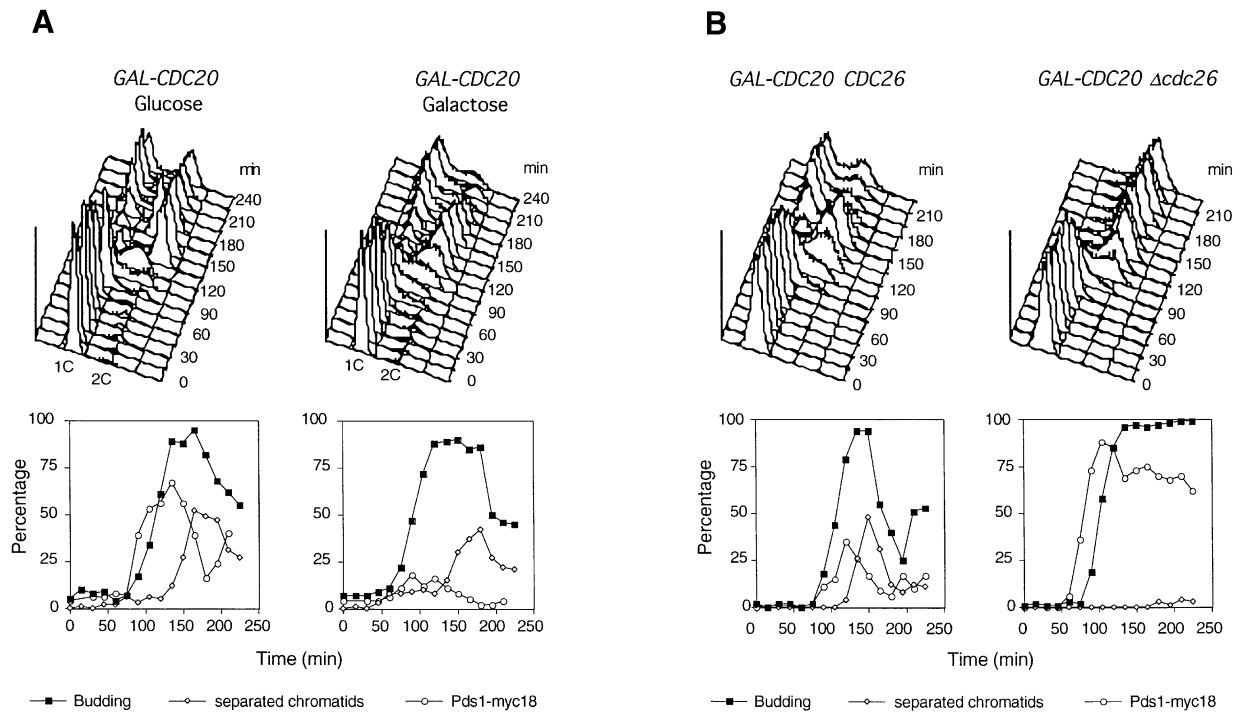 A
B
GAL-CDC20
Glucose
GAL-CDC20
Galactose
GAL-CDC20 CDC26
GAL-CDC20 Δcdc26
min
240
210
180
150
120
90
60
30
0
1C
2C
min
240
210
180
150
120
90
60
30
0
1C
2C
min
210
180
150
120
90
60
30
0
min
210
180
150
120
90
60
30
0
Percentage
100
75
50
25
0
0 50 100 150 200 250
100
75
50
25
0
0 50 100 150 200 250
Time (min)
Percentage
100
75
50
25
0
0 50 100 150 200 250
100
75
50
25
0
0 50 100 150 200 250
Time (min)
Budding separated chromatids Pds1-myc18
Budding separated chromatids Pds1-myc18